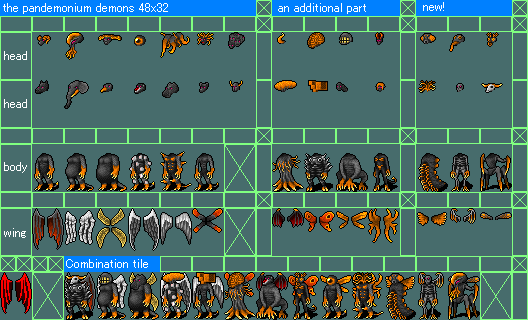 the pandemonium demons 48x32
an additional part
new!
head
head
body
wing
Combination tile